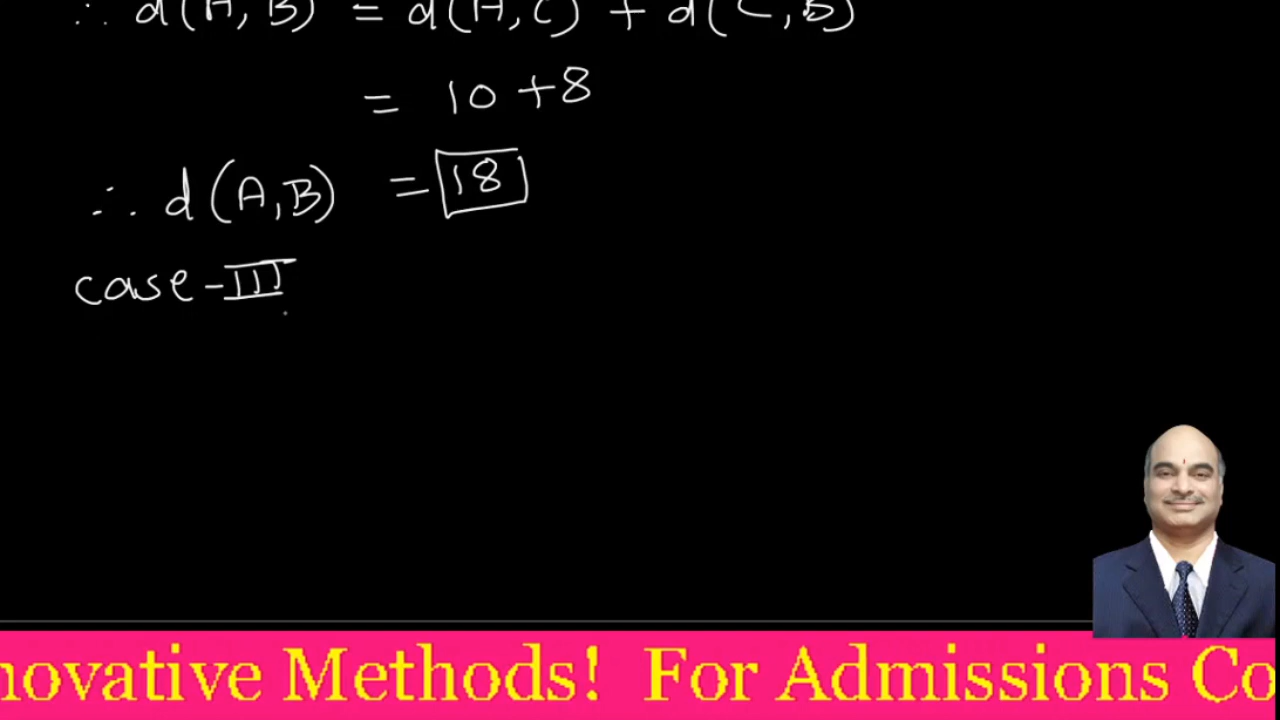 ∴ d(A,B) = d(A,C) + d(C,B)
= 10+8
∴ d(A,B) = 18
case-III
novative Methods! For Admissions Co